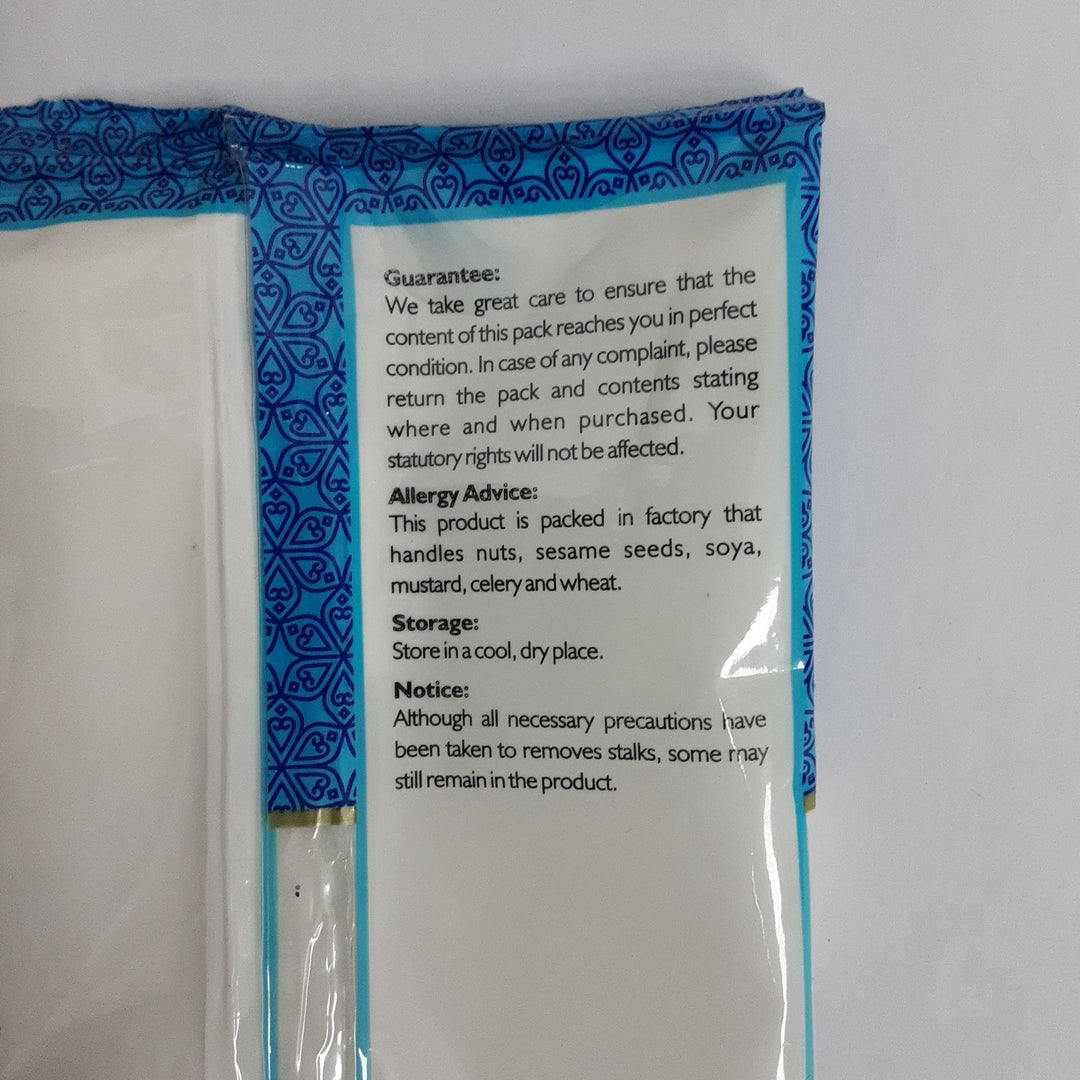 Guarantee:
We take great care to ensure that the
content of this pack reaches you in perfect
condition. In case of any complaint, please
return the pack and contents stating
where and when purchased. Your
statutory rights will not be affected.
Allergy Advice:
This product is packed in factory that
handles nuts, sesame seeds, soya,
mustard, celery and wheat.
Storage:
Store in a cool, dry place.
Notice:
Although all necessary precautions have
been taken to removes stalks, some may
still remain in the product.